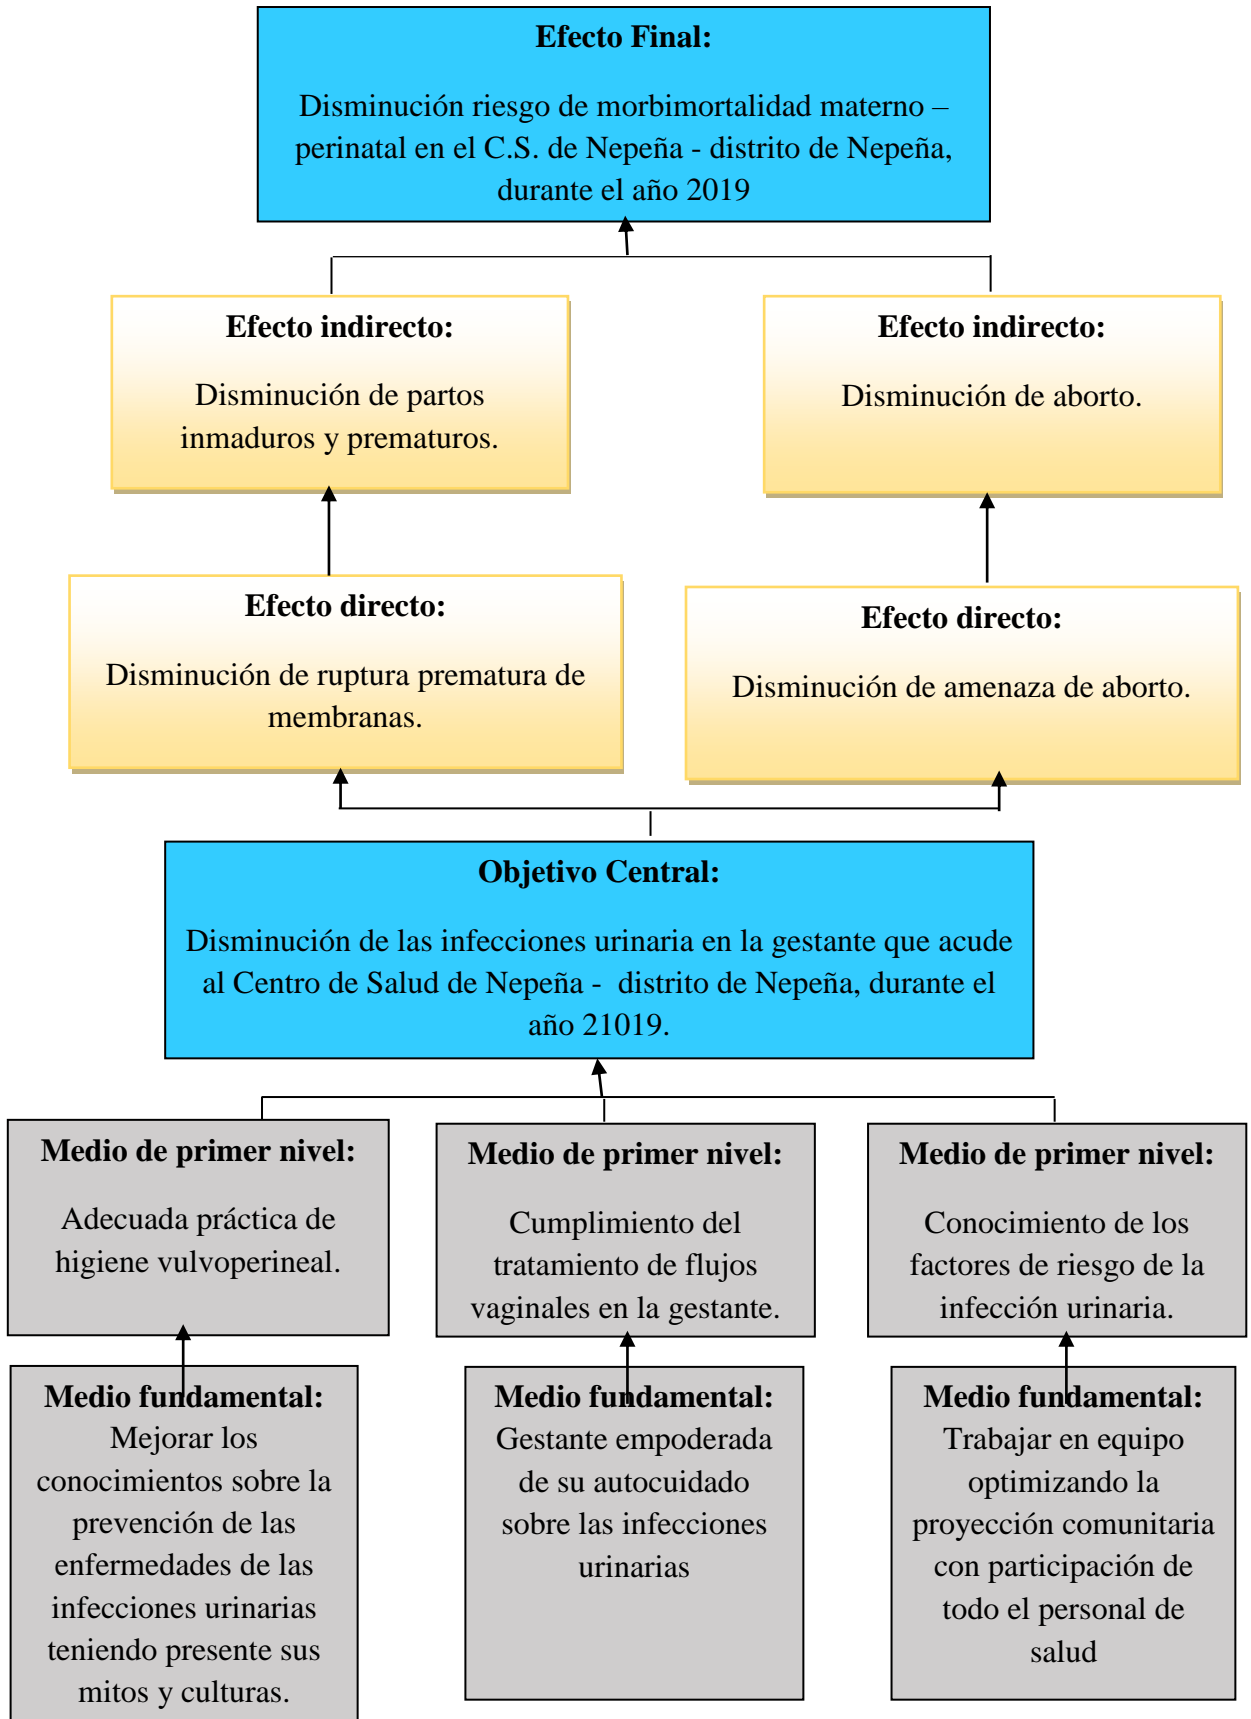 Efecto Final:
Disminución riesgo de morbimortalidad materno –
perinatal en el C.S. de Nepeña - distrito de Nepeña,
durante el año 2019
Efecto indirecto:
Disminución de partos
inmaduros y prematuros.
Efecto indirecto:
Disminución de aborto.
Efecto directo:
Disminución de ruptura prematura de
membranas.
Efecto directo:
Disminución de amenaza de aborto.
Objetivo Central:
Disminución de las infecciones urinaria en la gestante que acude
al Centro de Salud de Nepeña - distrito de Nepeña, durante el
año 21019.
Medio de primer nivel:
Adecuada práctica de
higiene vulvoperineal.
Medio de primer nivel:
Cumplimiento del
tratamiento de flujos
vaginales en la gestante.
Medio de primer nivel:
Conocimiento de los
factores de riesgo de la
infección urinaria.
Medio fundamental:
Mejorar los
conocimientos sobre la
prevención de las
enfermedades de las
infecciones urinarias
teniendo presente sus
mitos y culturas.
Medio fundamental:
Gestante empoderada
de su autocuidado
sobre las infecciones
urinarias
Medio fundamental:
Trabajar en equipo
optimizando la
proyección comunitaria
con participación de
todo el personal de
salud